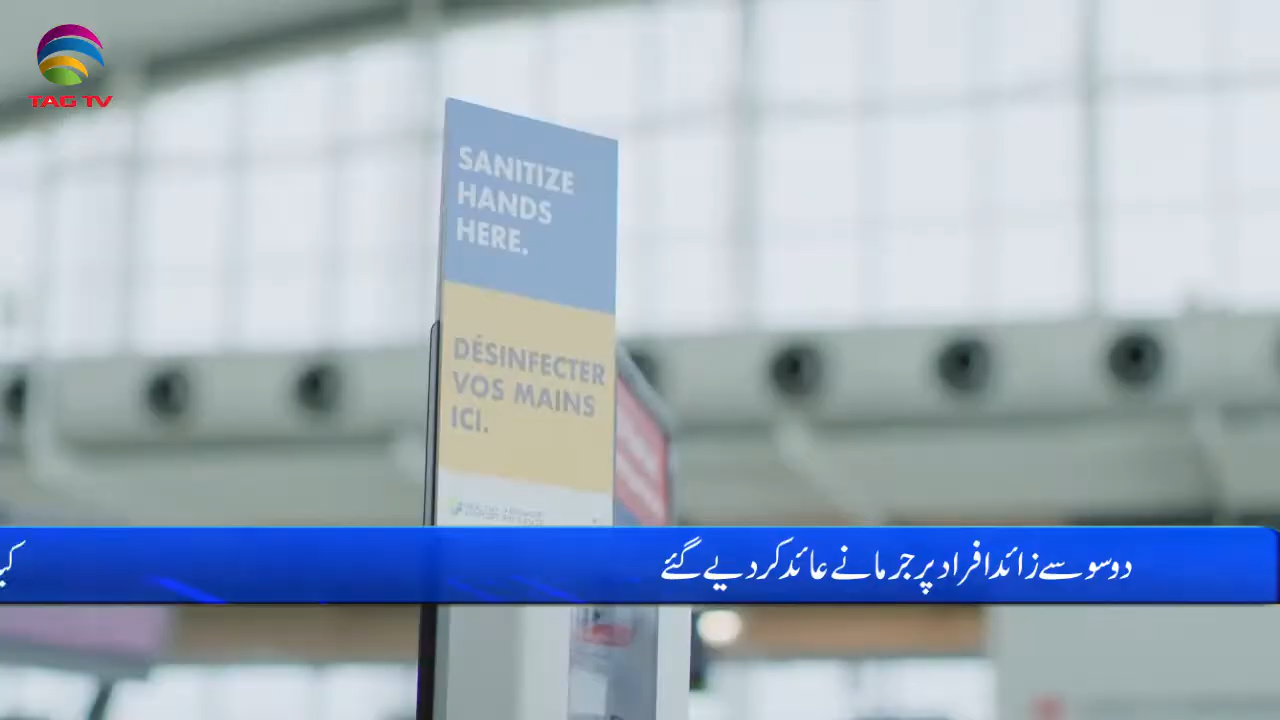 TAG TV
SANITIZE
HANDS
HERE.
DÉSINFECTER
VOS MAINS
ICI.
دو سو سے زائد افراد پر جرمانے عائد کر دیے گئے